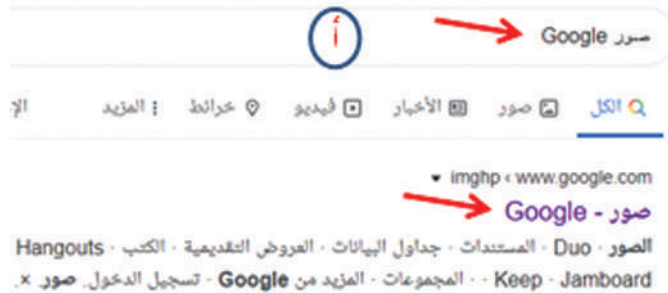 صور Google
أ
الكل صور الأخبار فيديو خرائط المزيد الإ
www.google.com › imghp
صور - Google
الصور · Duo · المستندات · جداول البيانات · العروض التقديمية · الكتب · Hangouts
· Keep · Jamboard · · المجموعات · المزيد من Google · تسجيل الدخول. صور. ×.